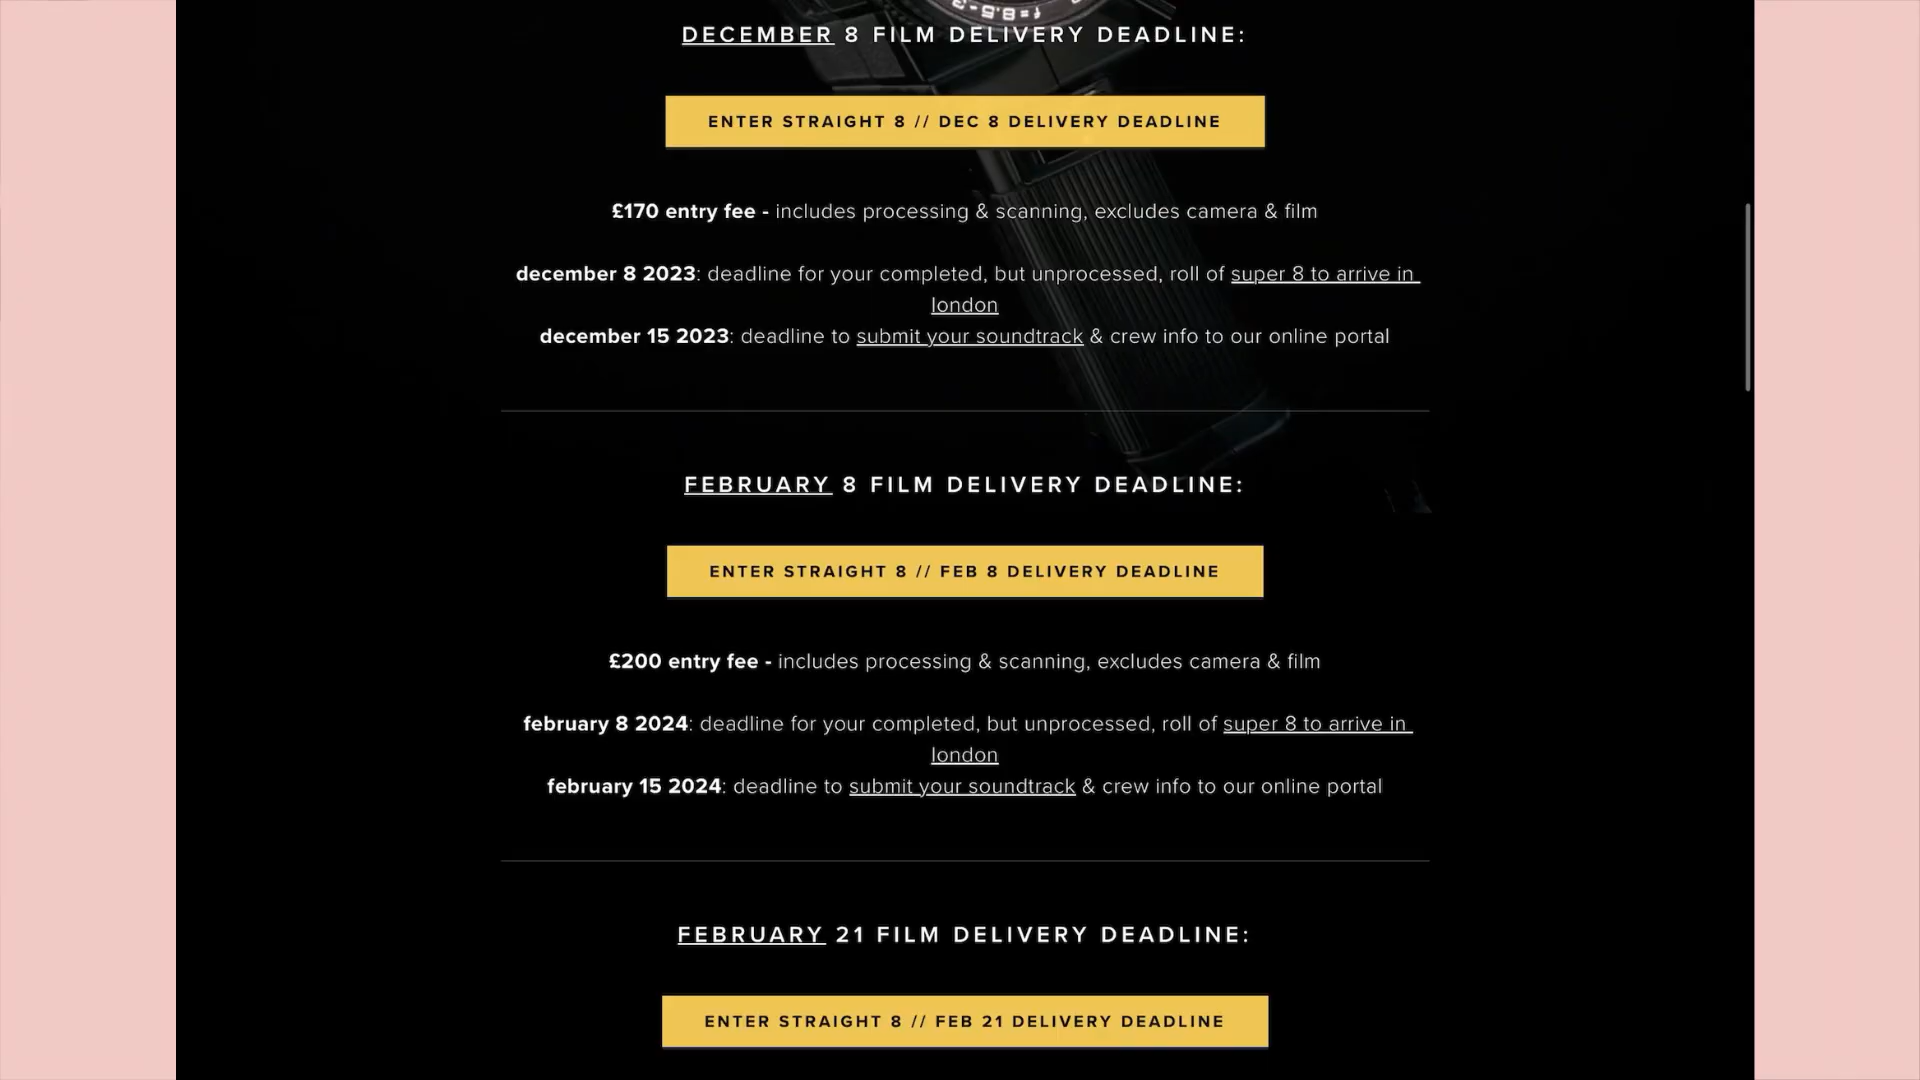 DECEMBER 8 FILM DELIVERY DEADLINE:
ENTER STRAIGHT 8 // DEC 8 DELIVERY DEADLINE
£170 entry fee - includes processing & scanning, excludes camera & film
december 8 2023: deadline for your completed, but unprocessed, roll of super 8 to arrive in
london
december 15 2023: deadline to submit your soundtrack & crew info to our online portal
FEBRUARY 8 FILM DELIVERY DEADLINE:
ENTER STRAIGHT 8 // FEB 8 DELIVERY DEADLINE
£200 entry fee - includes processing & scanning, excludes camera & film
february 8 2024: deadline for your completed, but unprocessed, roll of super 8 to arrive in
london
february 15 2024: deadline to submit your soundtrack & crew info to our online portal
FEBRUARY 21 FILM DELIVERY DEADLINE:
ENTER STRAIGHT 8 // FEB 21 DELIVERY DEADLINE